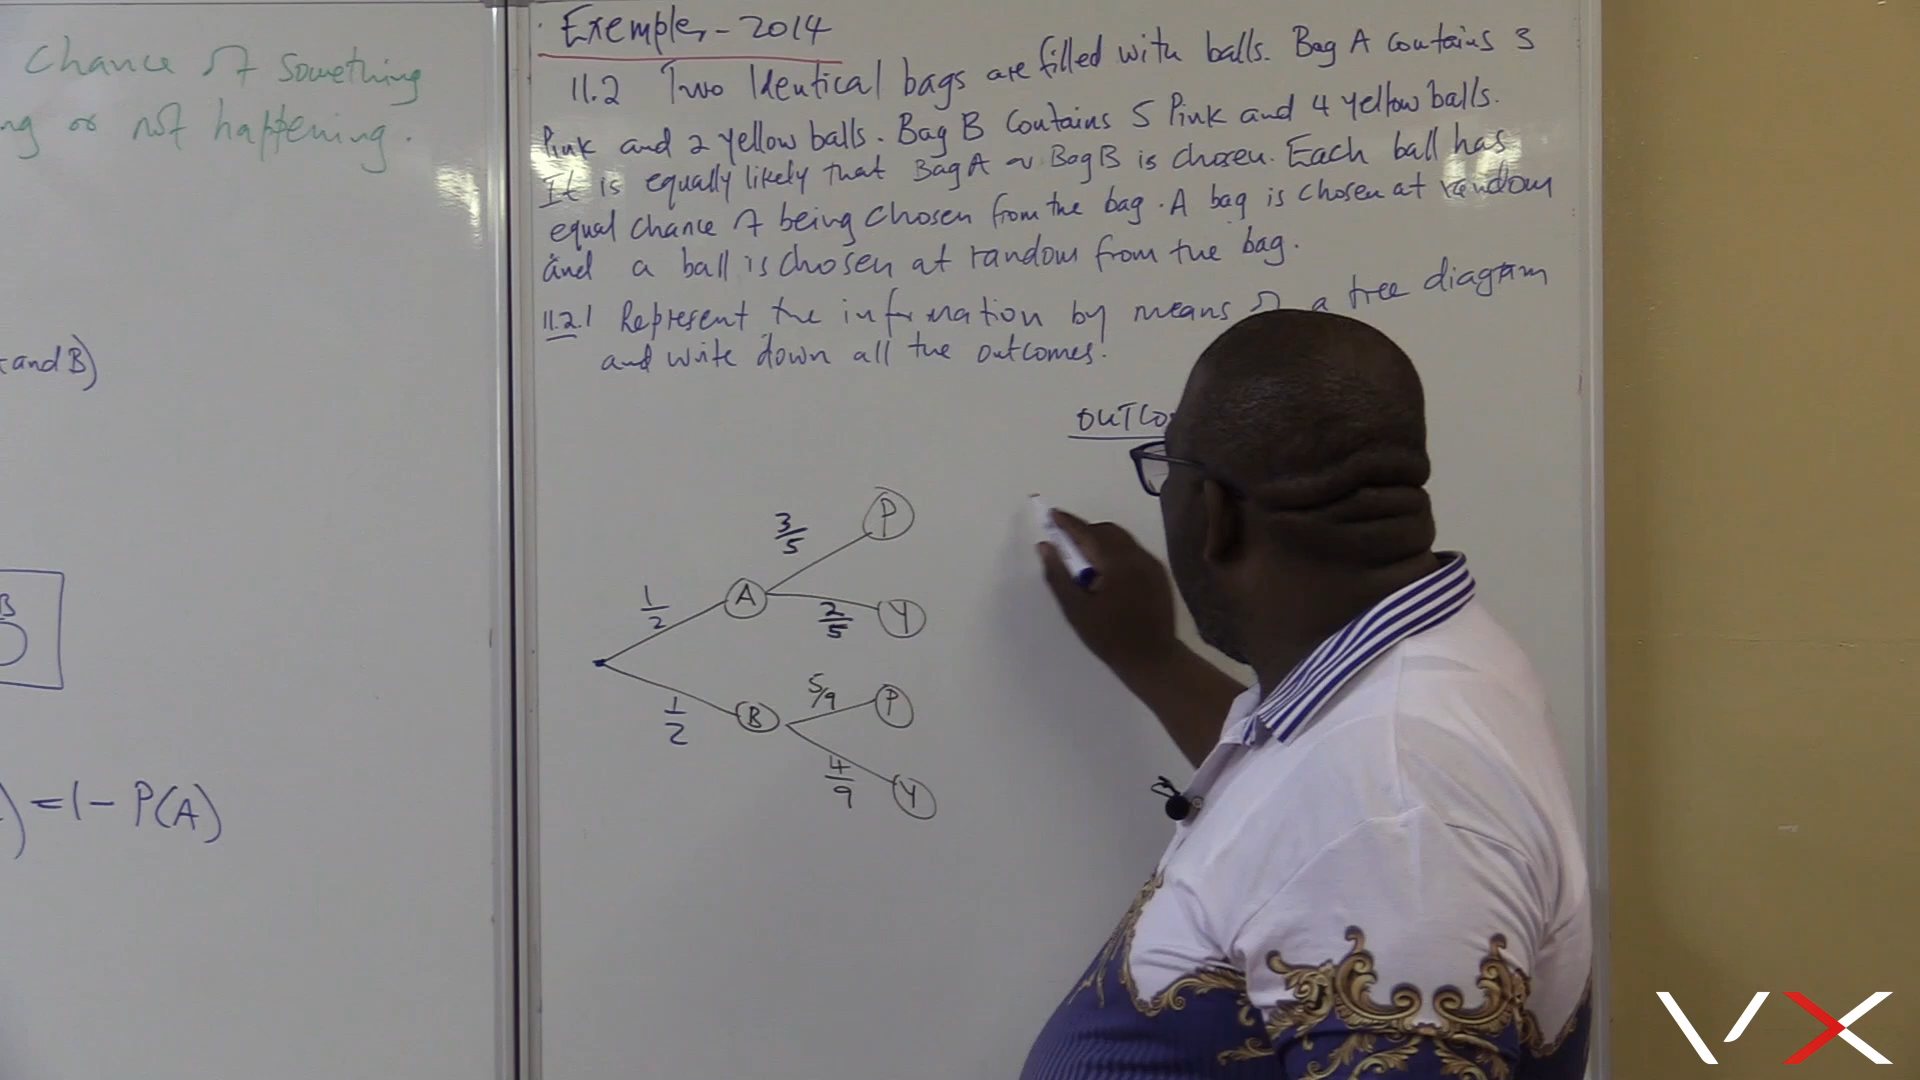 Chance of Something
ng or not happening.
and B)
B
) = 1 - P(A)
Exempler - 2014
11.2 Two Identical bags are filled with balls. Bag A contains 3
Pink and 2 yellow balls. Bag B Contains 5 Pink and 4 yellow balls.
It is equally likely that Bag A or Bag B is chosen. Each ball has
equal chance of being chosen from the bag. A bag is chosen at random
and a ball is chosen at random from the bag.
11.2.1 Represent the information by means of a tree diagram
and write down all the outcomes.
OUTCO
3/5
P
1/2
A
2/5
Y
1/2
B
5/9
P
4/9
Y
VX